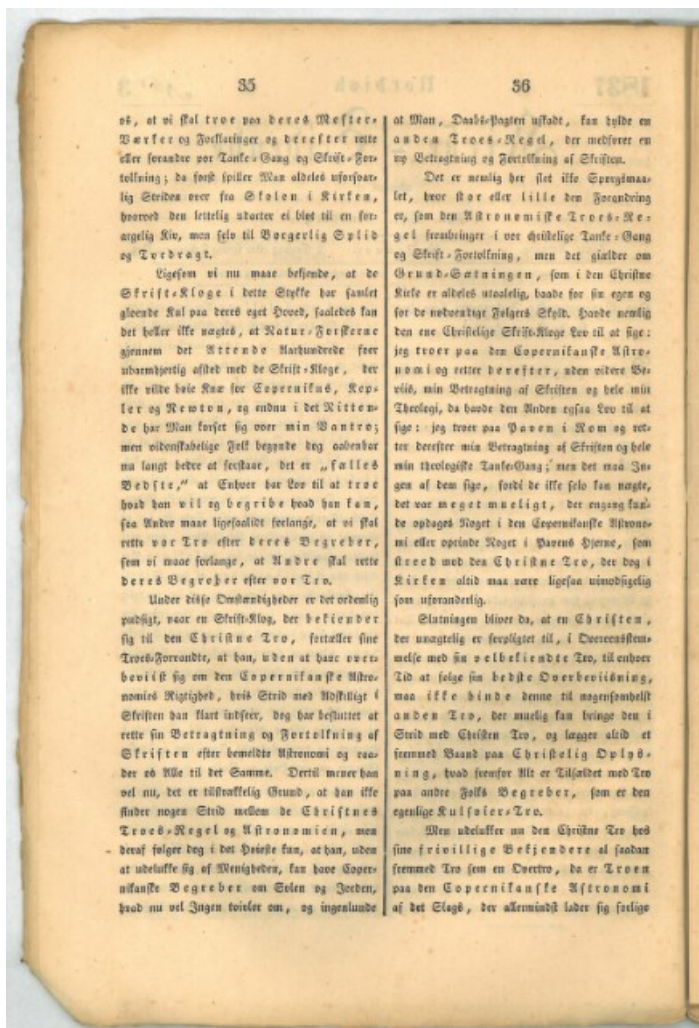 35
os, at vi skal troe paa deres Mester-
Værker og Forklaringer og derefter rette
eller forandre vor Tanke-Gang og Skrift-For-
tolkning; da først spiller Man aldeles uforsvar-
lig Striden over fra Skolen i Kirken,
hvorved den lettelig udarter ei blot til en for-
argelig Kiv, men selv til Borgerlig Splid
og Tvedragt.
Ligesom vi nu maae bekjende, at de
Skrift-Kloge i dette Stykke har samlet
gloende Kul paa deres eget Hoved, saaledes kan
det heller ikke nægtes, at Natur-Forskerne
gjennem det Attende Aarhundrede foer
ubarmhjertig afsted med de Skrift-Kloge, der
ikke vilde bøie Knæ for Copernikus, Kep-
ler og Newton, og endnu i det Nitten-
de har Man korset sig over min Vantro;
men videnskabelige Folk begynde dog aabenbar
nu langt bedre at forstaae, det er „fælles
Bedste,“ at Enhver har Lov til at troe
hvad han vil og begribe hvad han kan,
saa Andre maae ligesaalidt forlange, at vi skal
rette vor Tro efter deres Begreber,
som vi maae forlange, at Andre skal rette
deres Begreber efter vor Tro.
Under disse Omstændigheder er det ordenlig
pudsigt, naar en Skrift-Klog, der bekiender
sig til den Christne Tro, fortæller sine
Troes-Forvandte, at han, uden at have over-
beviist sig om den Copernikanske Astro-
nomies Rigtighed, hvis Strid med Adskilligt i
Skriften han klart indseer, dog har besluttet at
rette sin Betragtning og Fortolkning af
Skriften efter bemeldte Astronomi og raa-
der os Alle til det Samme. Dertil mener han
vel nu, det er tilstrækkelig Grund, at han ikke
finder nogen Strid mellem de Christnes
Troes-Regel og Astronomien, men
deraf følger dog i det Høieste kun, at han, uden
at udelukke sig af Menigheden, kan have Coper-
nikanske Begreber om Solen og Jorden,
hvad nu vel Ingen tvivler om, og ingenlunde
36
at Man, Daabs-Pagten uskadt, kan hylde en
anden Troes-Regel, der medfører en
ny Betragtning og Fortolkning af Skriften.
Det er nemlig her slet ikke Spørgsmaa-
let, hvor stor eller lille den Forandring
er, som den Astronomiske Troes-Re-
gel frembringer i vor christelige Tanke-Gang
og Skrift-Fortolkning, men det gjælder om
Grund-Sætningen, som i den Christne
Kirke er aldeles utaalelig, baade for sin egen og
for de nødvendige Følgers Skyld. Havde nemlig
den ene Christelige Skrift-Kloge Lov til at sige:
jeg troer paa den Copernikanske Astro-
nomi og retter derefter, uden videre Be-
viis, min Betragtning af Skriften og hele min
Theologi, da havde den Anden ogsaa Lov til at
sige: jeg troer paa Paven i Rom og ret-
ter derefter min Betragtning af Skriften og hele
min theologiske Tanke-Gang; men det maa In-
gen af dem sige, fordi de ikke selv kan nægte,
det var meget mueligt, der engang kun-
de opdages Noget i den Copernikanske Astrono-
mi eller oprinde Noget i Pavens Hjerne, som
streed mod den Christne Tro, der dog i
Kirken altid maa være ligesaa uimodsigelig
som uforanderlig.
Slutningen bliver da, at en Christen,
der unægtelig er forpligtet til, i Overeensstem-
melse med sin velbekiendte Tro, til enhver
Tid at følge sin bedste Overbeviisning,
maa ikke binde denne til nogensomhelst
anden Tro, der muelig kan bringe den i
Strid med Christen Tro, og lægger altid et
fremmed Baand paa Christelig Oplys-
ning, hvad fremfor Alt er Tilfældet med Tro
paa andre Folks Begreber, som er den
egenlige Kulsvier-Tro.
Men udelukker nu den Christne Tro hos
sine frivillige Bekjendere al saadan
fremmed Tro som en Overtro, da er Troen
paa den Copernikanske Astronomi
af det Slags, der allermindst lader sig forlige